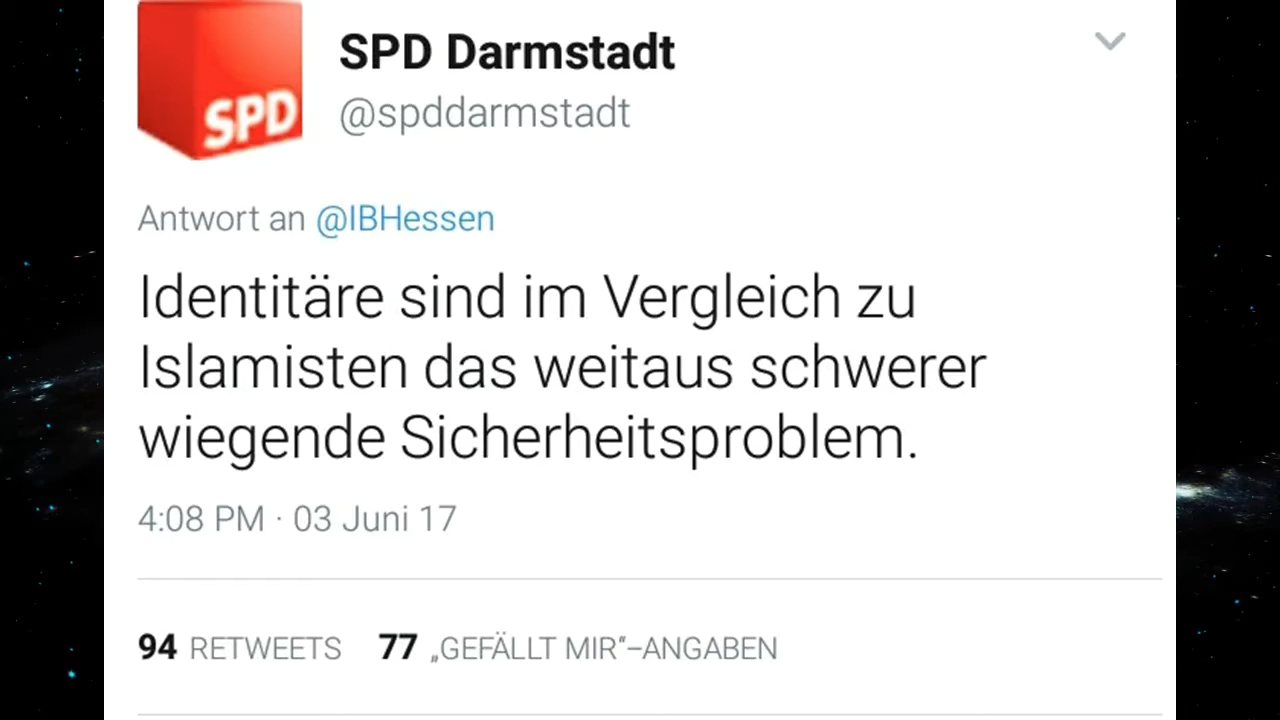 SPD
SPD Darmstadt
@spddarmstadt
Antwort an @IBHessen
Identitäre sind im Vergleich zu
Islamisten das weitaus schwerer
wiegende Sicherheitsproblem.
4:08 PM · 03 Juni 17
94 RETWEETS 77 „GEFÄLLT MIR“–ANGABEN